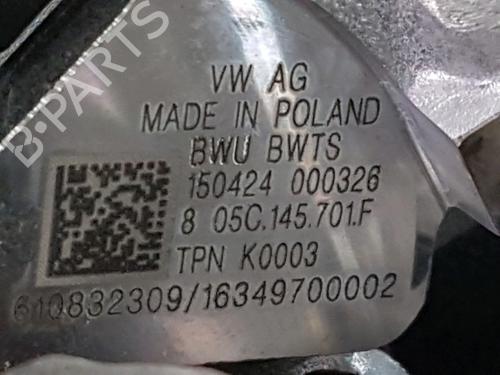 B-PARTS
VW AG
MADE IN POLAND
BWU BWTS
150424 000326
8 05C.145.701.F
TPN K0003
610832309/16349700002